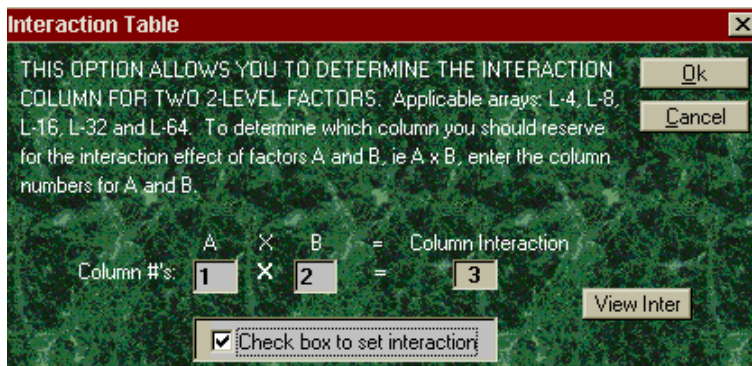 Interaction Table
THIS OPTION ALLOWS YOU TO DETERMINE THE INTERACTION
COLUMN FOR TWO 2-LEVEL FACTORS. Applicable arrays: L-4, L-8,
L-16, L-32 and L-64. To determine which column you should reserve
for the interaction effect of factors A and B, ie A x B, enter the column
numbers for A and B.
Ok
Cancel
A X B = Column Interaction
Column #'s: 1 X 2 = 3
View Inter
Check box to set interaction